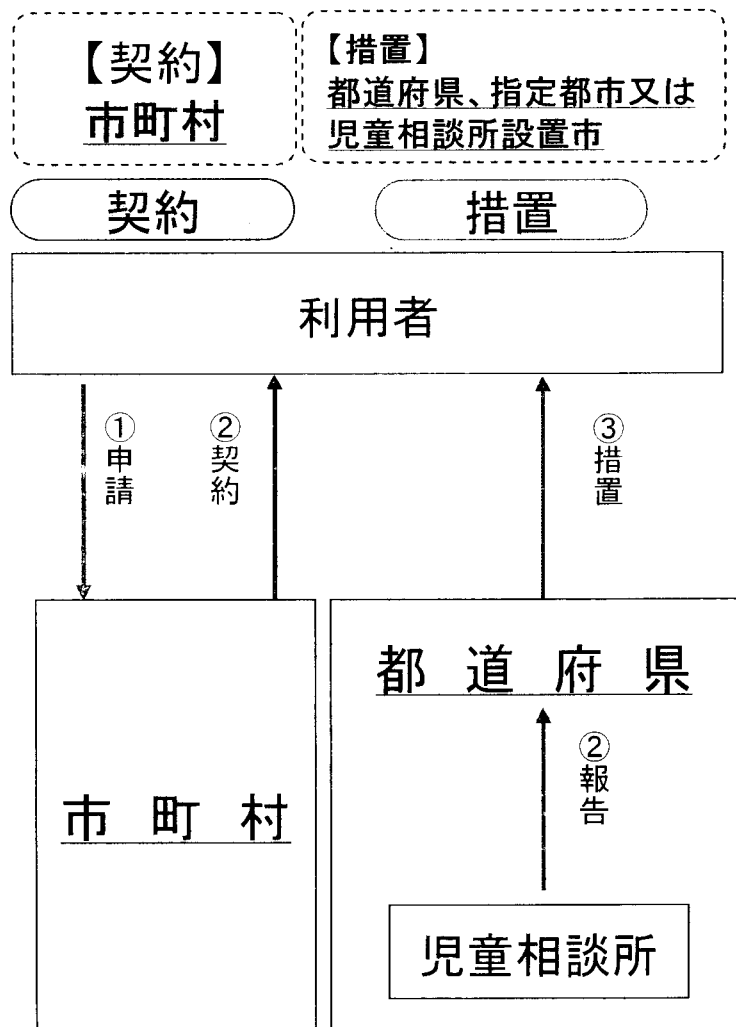 【契約】
市町村
【措置】
都道府県、指定都市又は
児童相談所設置市
契約
措置
利用者
①申請
②契約
③措置
都道府県
②報告
市町村
児童相談所